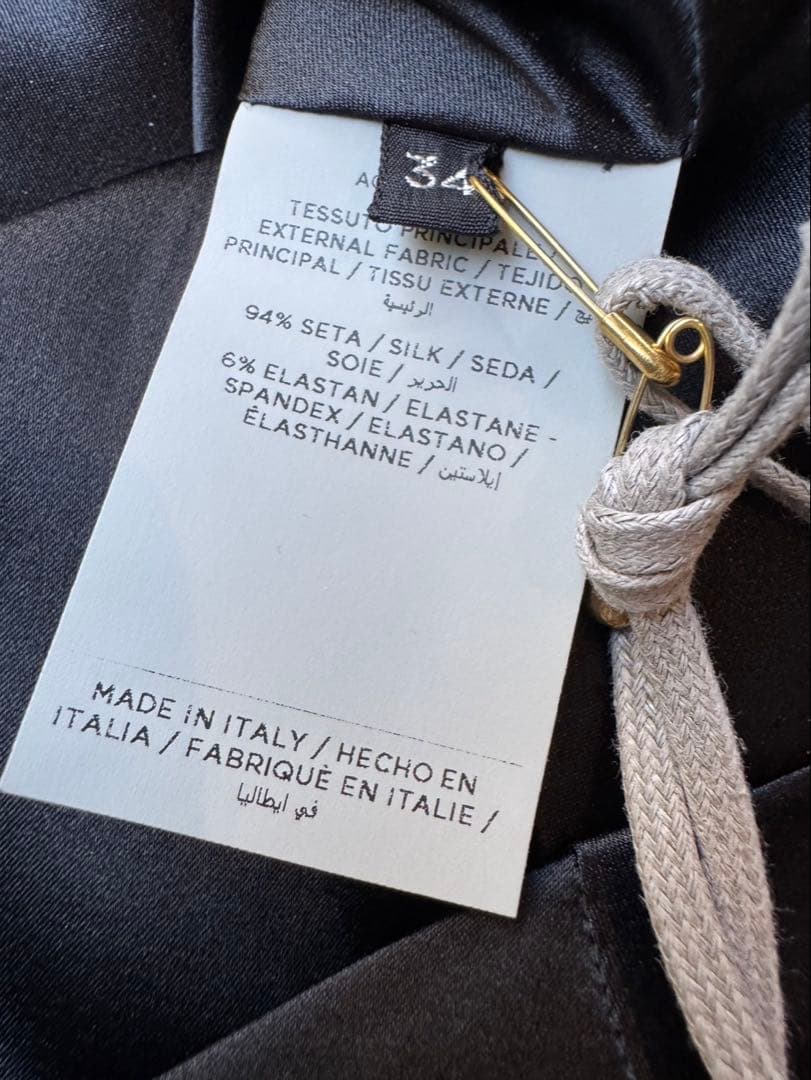 34
TESSUTO PRINCIPALE /
EXTERNAL FABRIC / TEJIDO
PRINCIPAL / TISSU EXTERNE /
الرئيسية
94% SETA / SILK / SEDA /
SOIE / الحرير
6% ELASTAN / ELASTANE -
SPANDEX / ELASTANO /
ÉLASTHANNE / إيلاستين
MADE IN ITALY / HECHO EN
ITALIA / FABRIQUÈ EN ITALIE /
في ايطاليا